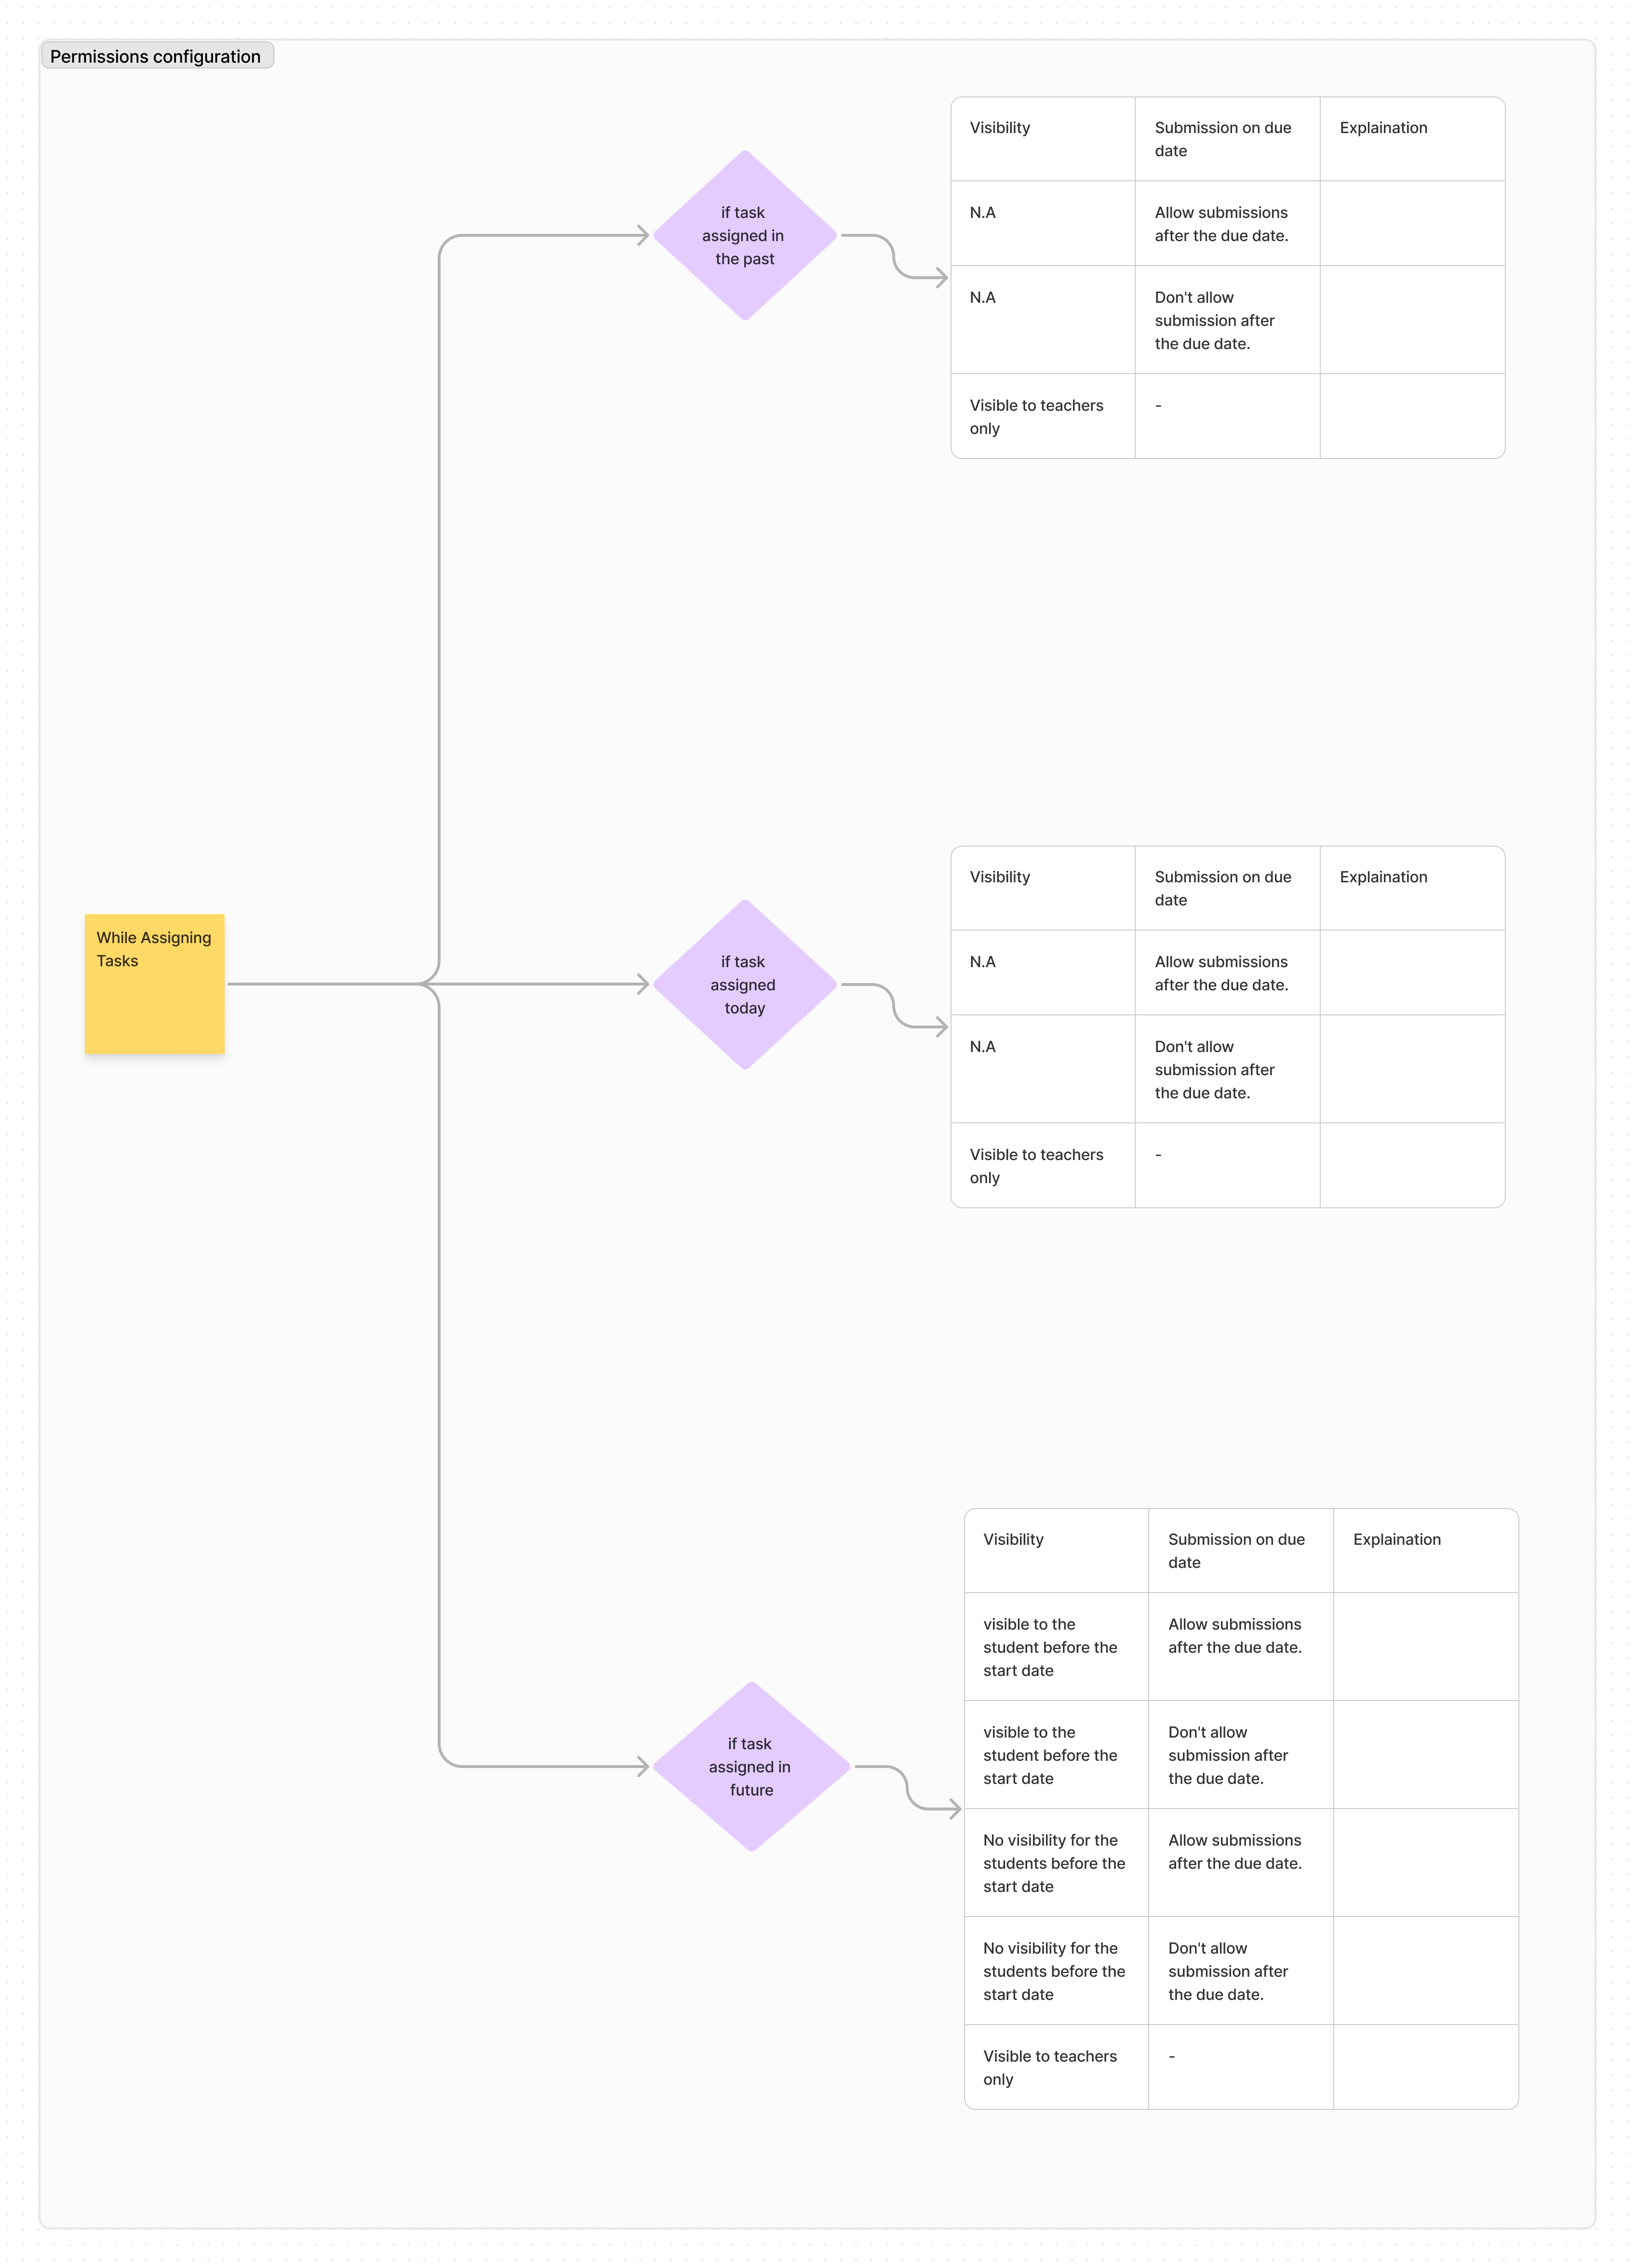 Permissions configuration
Visibility
Submission on due
date
Explaination
if task
assigned in
the past
N.A
Allow submissions
after the due date.
N.A
Don't allow
submission after
the due date.
Visible to teachers
only
-
While Assigning
Tasks
if task
assigned
today
Visibility
Submission on due
date
Explaination
N.A
Allow submissions
after the due date.
N.A
Don't allow
submission after
the due date.
Visible to teachers
only
-
if task
assigned in
future
Visibility
Submission on due
date
Explaination
visible to the
student before the
start date
Allow submissions
after the due date.
visible to the
student before the
start date
Don't allow
submission after
the due date.
No visibility for the
students before the
start date
Allow submissions
after the due date.
No visibility for the
students before the
start date
Don't allow
submission after
the due date.
Visible to teachers
only
-